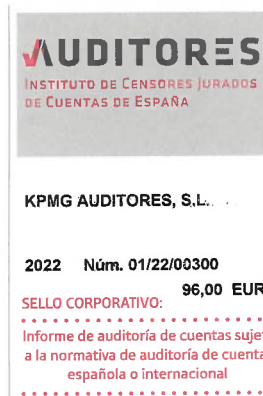 AUDITORES
INSTITUTO DE CENSORES JURADOS
DE CUENTAS DE ESPAÑA
KPMG AUDITORES, S.L.
2022 Núm. 01/22/00300
96,00 EUR
SELLO CORPORATIVO:
Informe de auditoría de cuentas suje
a la normativa de auditoría de cuenta
española o internacional